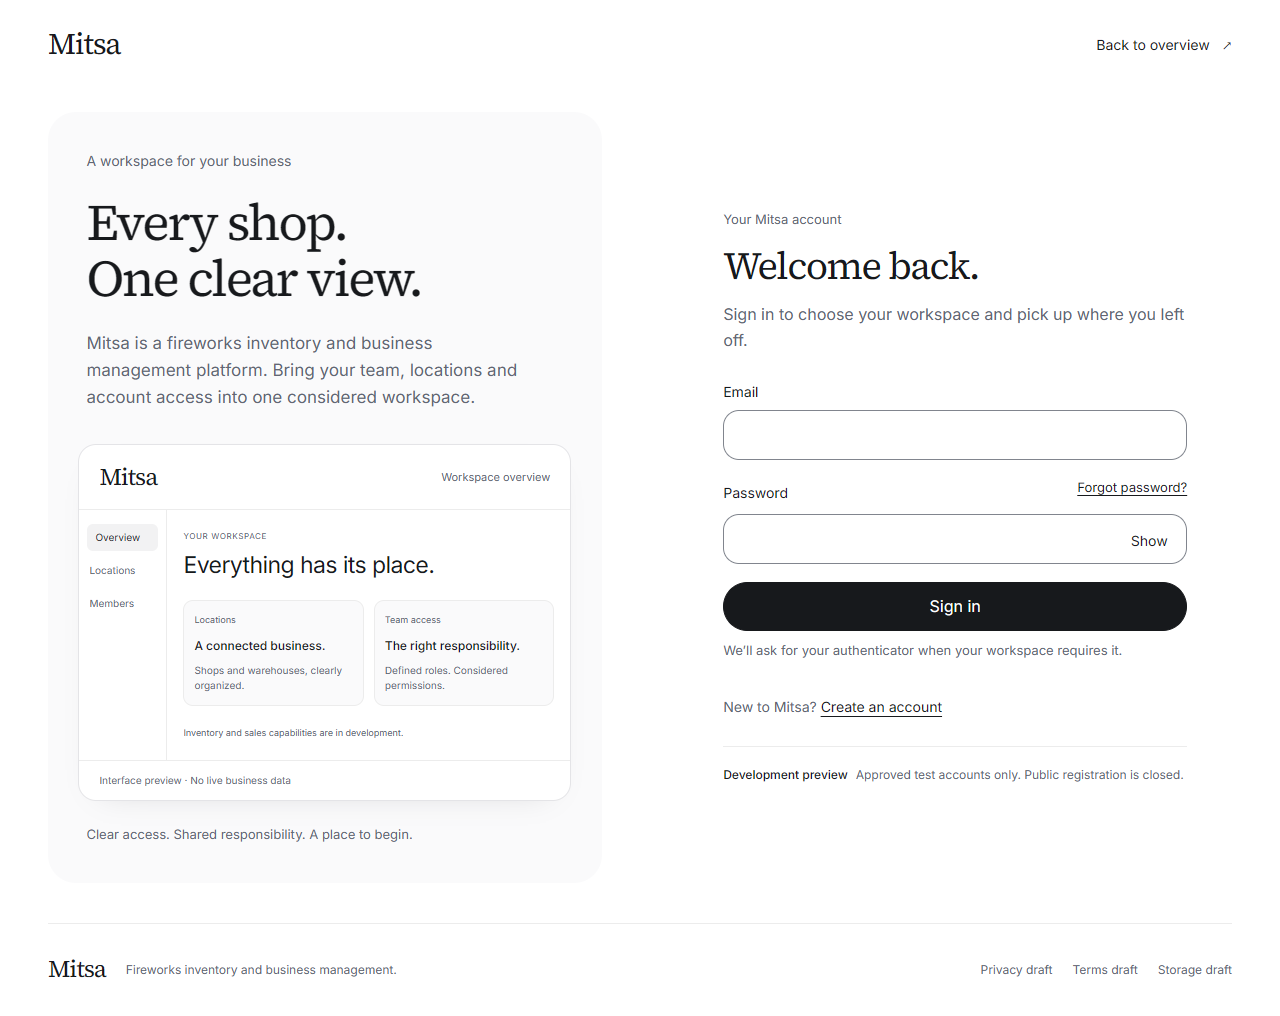 Mitsa
Back to overview ↗
A workspace for your business
Every shop.
One clear view.
Mitsa is a fireworks inventory and business
management platform. Bring your team, locations and
account access into one considered workspace.
Mitsa
Workspace overview
Overview
Locations
Members
YOUR WORKSPACE
Everything has its place.
Locations
A connected business.
Shops and warehouses, clearly
organized.
Team access
The right responsibility.
Defined roles. Considered
permissions.
Inventory and sales capabilities are in development.
Interface preview · No live business data
Clear access. Shared responsibility. A place to begin.
Your Mitsa account
Welcome back.
Sign in to choose your workspace and pick up where you left
off.
Email
Password
Forgot password?
Show
Sign in
We'll ask for your authenticator when your workspace requires it.
New to Mitsa? Create an account
Development preview Approved test accounts only. Public registration is closed.
Mitsa
Fireworks inventory and business management.
Privacy draft
Terms draft
Storage draft